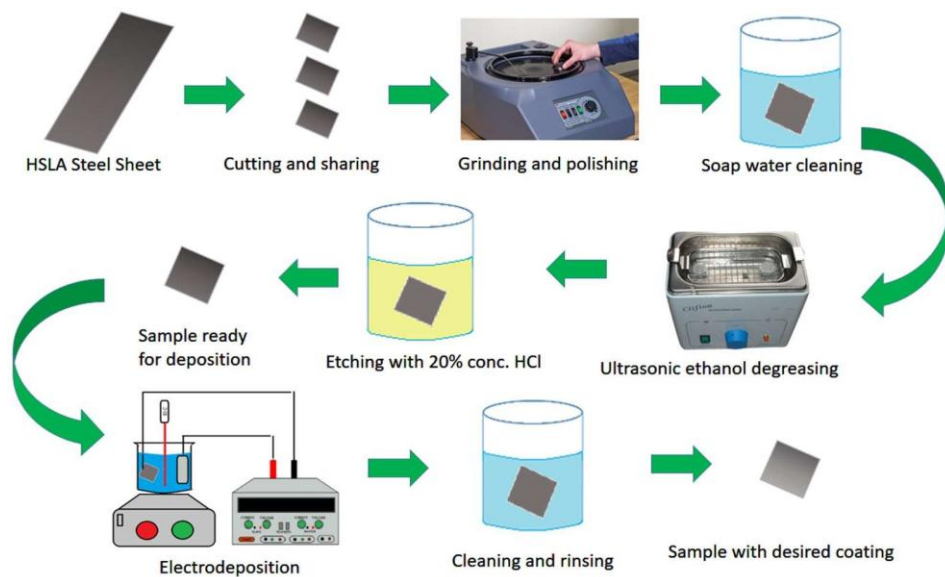 HSLA Steel Sheet
Cutting and sharing
Grinding and polishing
Soap water cleaning
Sample ready
for deposition
Etching with 20% conc. HCl
Ultrasonic ethanol degreasing
Electrodeposition
Cleaning and rinsing
Sample with desired coating